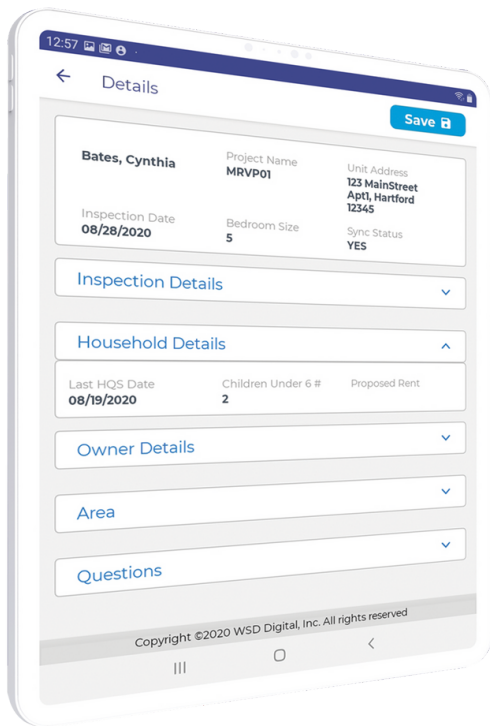 12:57
Details
Save
Bates, Cynthia
Project Name
MRVP01
Unit Address
123 MainStreet
Apt1, Hartford
12345
Inspection Date
08/28/2020
Bedroom Size
5
Sync Status
YES
Inspection Details
Household Details
Last HQS Date
08/19/2020
Children Under 6 #
2
Proposed Rent
Owner Details
Area
Questions
Copyright ©2020 WSD Digital, Inc. All rights reserved